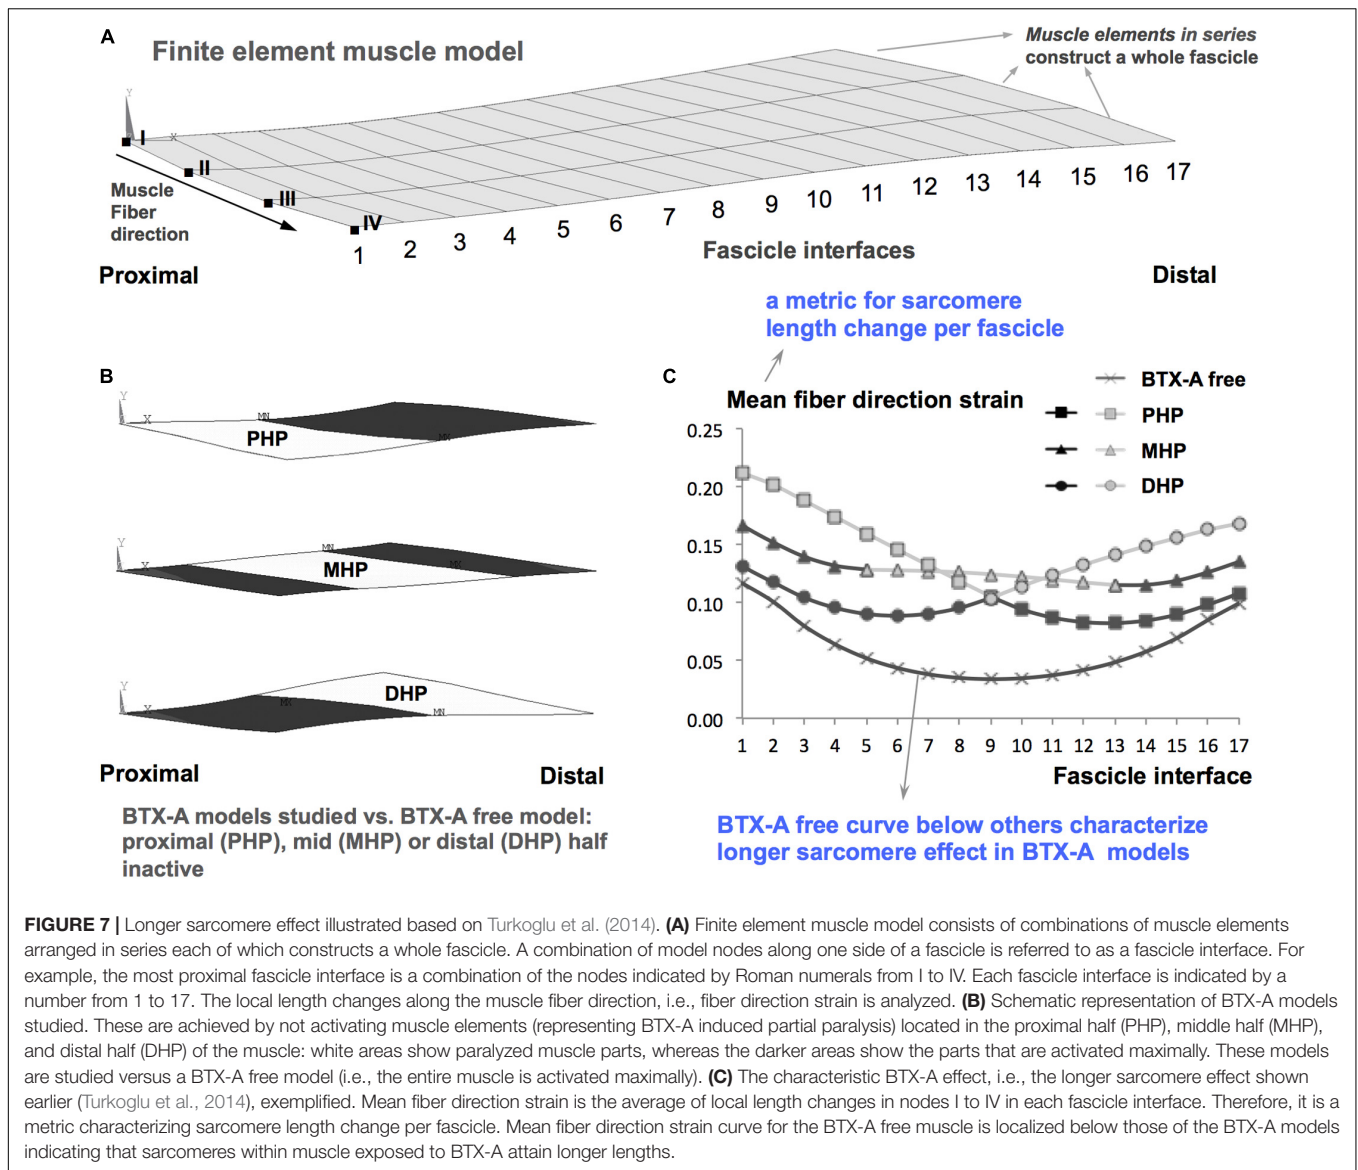 A
Finite element muscle model
Muscle elements in series
construct a whole fascicle
Y
X
I
II
III
IV
Muscle
Fiber
direction
1 2 3 4 5 6 7 8 9 10 11 12 13 14 15 16 17
Fascicle interfaces
Proximal
Distal
a metric for sarcomere
length change per fascicle
B
Y
X
MN
PHP
MX
Y
X
MN
MHP
MX
Y
X
DHP
MX
MN
Proximal
Distal
BTX-A models studied vs. BTX-A free model:
proximal (PHP), mid (MHP) or distal (DHP) half
inactive
C
Mean fiber direction strain
BTX-A free
PHP
MHP
DHP
0.25
0.20
0.15
0.10
0.05
0.00
1 2 3 4 5 6 7 8 9 10 11 12 13 14 15 16 17
Fascicle interface
BTX-A free curve below others characterize
longer sarcomere effect in BTX-A models
FIGURE 7 | Longer sarcomere effect illustrated based on Turkoglu et al. (2014). (A) Finite element muscle model consists of combinations of muscle elements
arranged in series each of which constructs a whole fascicle. A combination of model nodes along one side of a fascicle is referred to as a fascicle interface. For
example, the most proximal fascicle interface is a combination of the nodes indicated by Roman numerals from I to IV. Each fascicle interface is indicated by a
number from 1 to 17. The local length changes along the muscle fiber direction, i.e., fiber direction strain is analyzed. (B) Schematic representation of BTX-A models
studied. These are achieved by not activating muscle elements (representing BTX-A induced partial paralysis) located in the proximal half (PHP), middle half (MHP),
and distal half (DHP) of the muscle: white areas show paralyzed muscle parts, whereas the darker areas show the parts that are activated maximally. These models
are studied versus a BTX-A free model (i.e., the entire muscle is activated maximally). (C) The characteristic BTX-A effect, i.e., the longer sarcomere effect shown
earlier (Turkoglu et al., 2014), exemplified. Mean fiber direction strain is the average of local length changes in nodes I to IV in each fascicle interface. Therefore, it is a
metric characterizing sarcomere length change per fascicle. Mean fiber direction strain curve for the BTX-A free muscle is localized below those of the BTX-A models
indicating that sarcomeres within muscle exposed to BTX-A attain longer lengths.